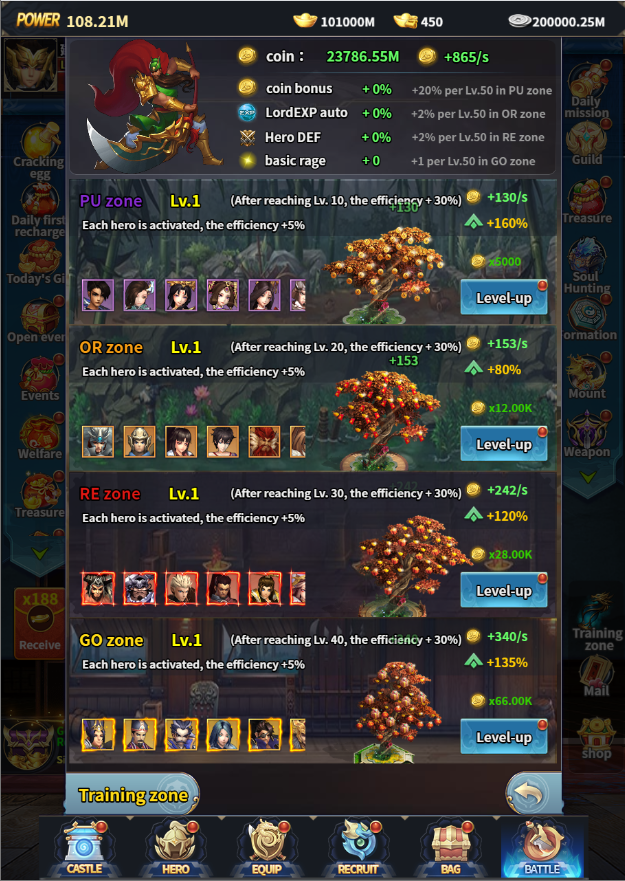 POWER 108.21M
101000M
450
200000.25M
coin : 23786.55M
+865/s
coin bonus + 0% +20% per Lv.50 in PU zone
LordEXP auto + 0% +2% per Lv.50 in OR zone
EXP
Hero DEF + 0% +2% per Lv.50 in RE zone
basic rage + 0 +1 per Lv.50 in GO zone
Cracking
egg
Daily first
recharge
Today's Gi
Open even
Events
Welfare
Treasure
x188
Receive
Daily
mission
Guild
Treasure
Soul
Hunting
Formation
Mount
Weapon
Training
zone
Mail
shop
PU zone Lv.1 (After reaching Lv. 10, the efficiency + 30%) +130/s
+130
Each hero is activated, the efficiency +5% +160%
x5000
Level-up
OR zone Lv.1 (After reaching Lv. 20, the efficiency + 30%) +153/s
+153
Each hero is activated, the efficiency +5% +80%
x12.00K
Level-up
+242
RE zone Lv.1 (After reaching Lv. 30, the efficiency + 30%) +242/s
Each hero is activated, the efficiency +5% +120%
x28.00K
Level-up
GO zone Lv.1 (After reaching Lv. 40, the efficiency + 30%) +340/s
Each hero is activated, the efficiency +5% +135%
x66.00K
Level-up
Training zone
CASTLE
HERO
EQUIP
RECRUIT
BAG
BATTLE